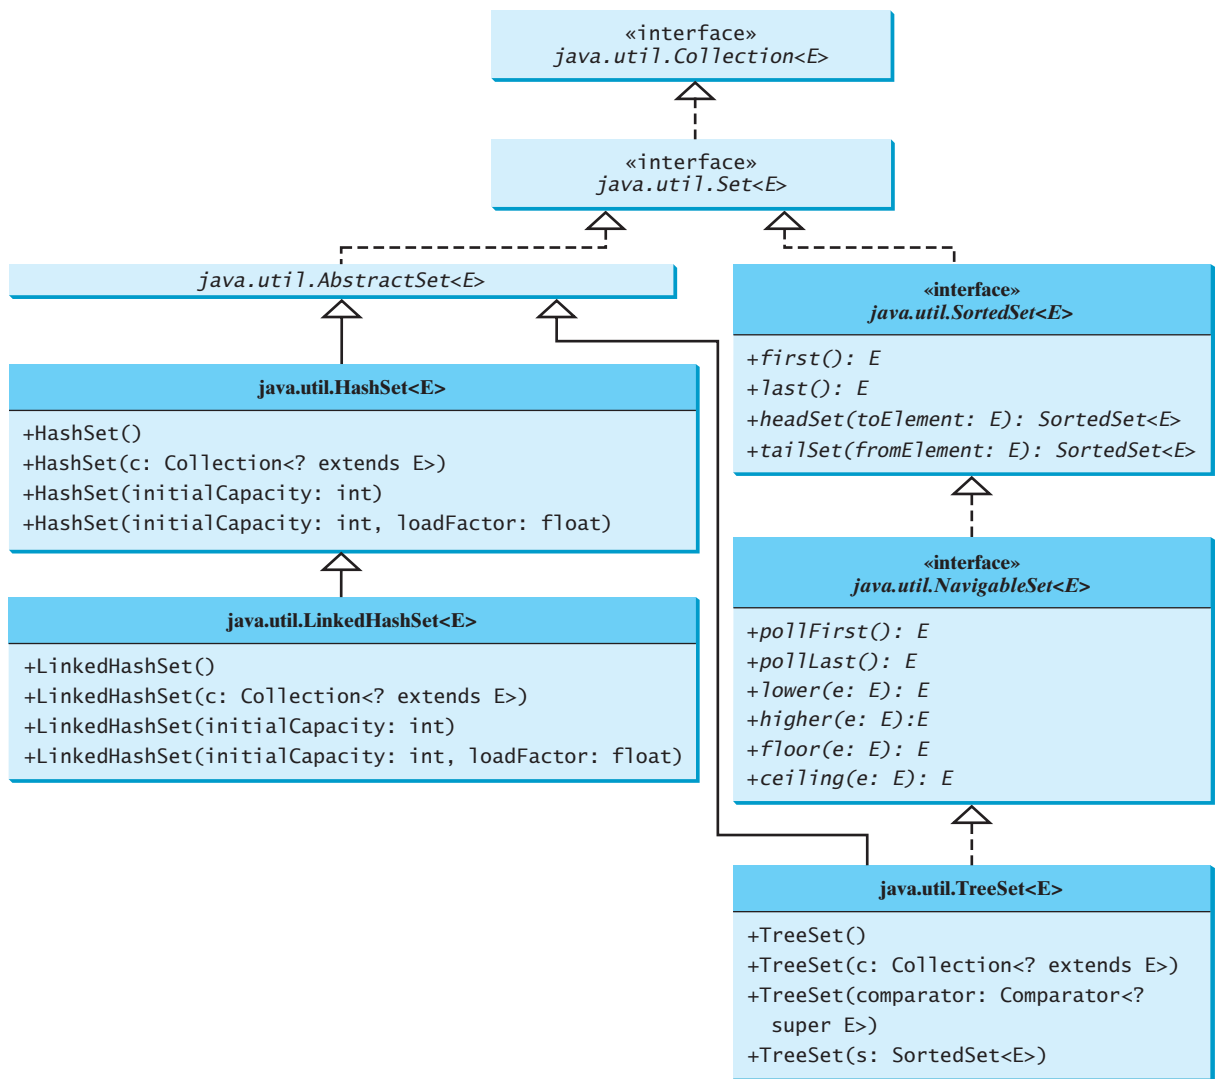 «interface»
java.util.Collection<E>
«interface»
java.util.Set<E>
java.util.AbstractSet<E>
«interface»
java.util.SortedSet<E>
+first(): E
+last(): E
+headSet(toElement: E): SortedSet<E>
+tailSet(fromElement: E): SortedSet<E>
java.util.HashSet<E>
+HashSet()
+HashSet(c: Collection<? extends E>)
+HashSet(initialCapacity: int)
+HashSet(initialCapacity: int, loadFactor: float)
«interface»
java.util.NavigableSet<E>
+pollFirst(): E
+pollLast(): E
+lower(e: E): E
+higher(e: E):E
+floor(e: E): E
+ceiling(e: E): E
java.util.LinkedHashSet<E>
+LinkedHashSet()
+LinkedHashSet(c: Collection<? extends E>)
+LinkedHashSet(initialCapacity: int)
+LinkedHashSet(initialCapacity: int, loadFactor: float)
java.util.TreeSet<E>
+TreeSet()
+TreeSet(c: Collection<? extends E>)
+TreeSet(comparator: Comparator<?
super E>)
+TreeSet(s: SortedSet<E>)